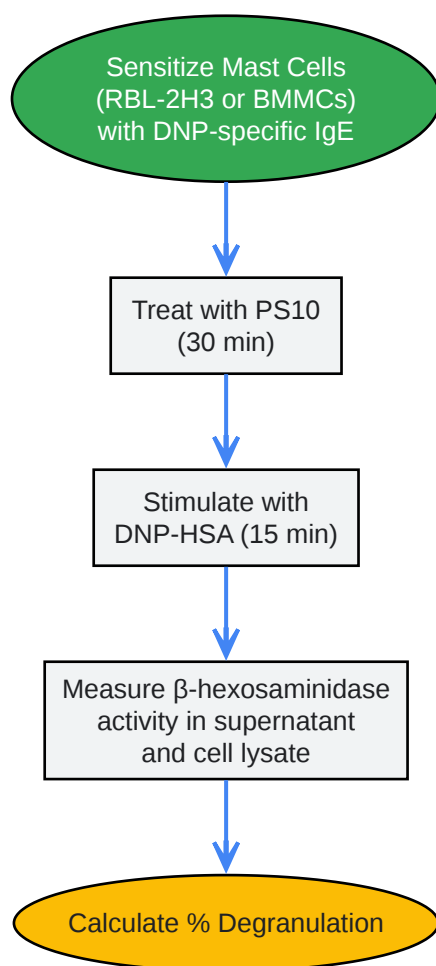 Sensitize Mast Cells
(RBL-2H3 or BMMCs)
with DNP-specific IgE
Treat with PS10
(30 min)
Stimulate with
DNP-HSA (15 min)
Measure β-hexosaminidase
activity in supernatant
and cell lysate
Calculate % Degranulation